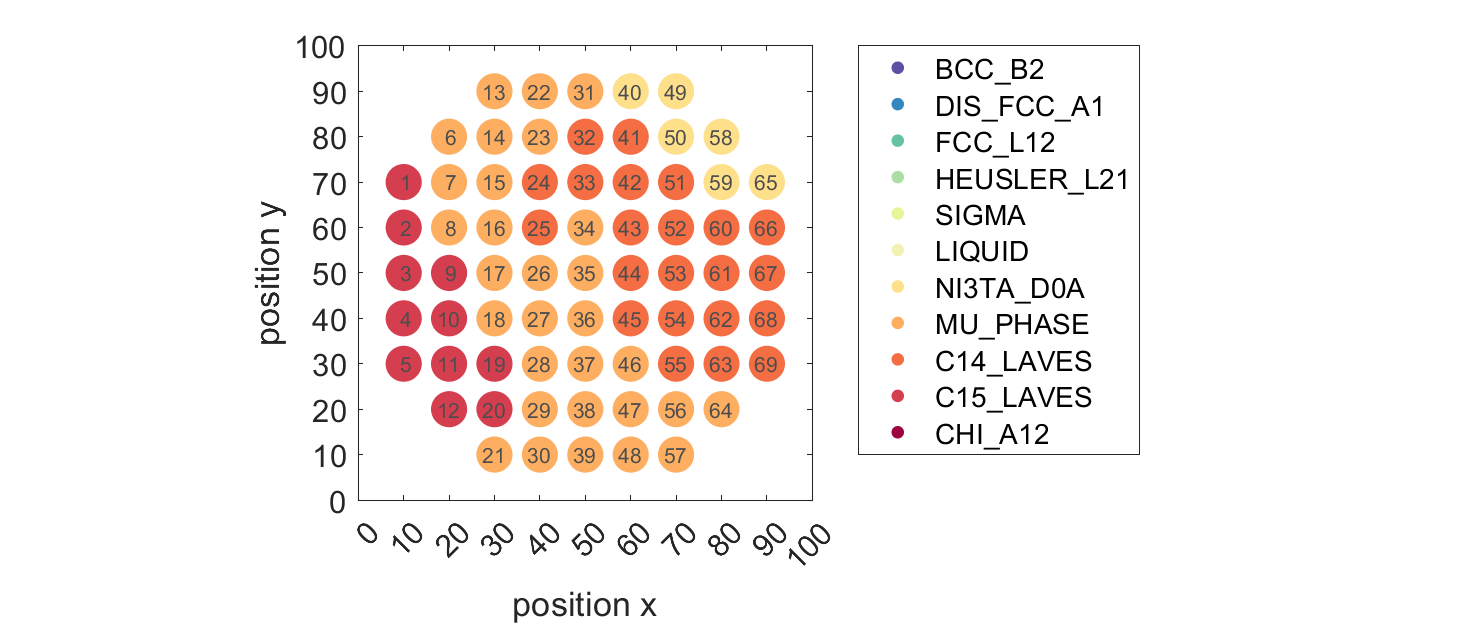 100
90
80
70
60
50
40
30
20
10
0
position y
13 22 31 40 49
6 14 23 32 41 50 58
1 7 15 24 33 42 51 59 65
2 8 16 25 34 43 52 60 66
3 9 17 26 35 44 53 61 67
4 10 18 27 36 45 54 62 68
5 11 19 28 37 46 55 63 69
12 20 29 38 47 56 64
21 30 39 48 57
0 10 20 30 40 50 60 70 80 90 100
position x
BCC_B2
DIS_FCC_A1
FCC_L12
HEUSLER_L21
SIGMA
LIQUID
NI3TA_D0A
MU_PHASE
C14_LAVES
C15_LAVES
CHI_A12